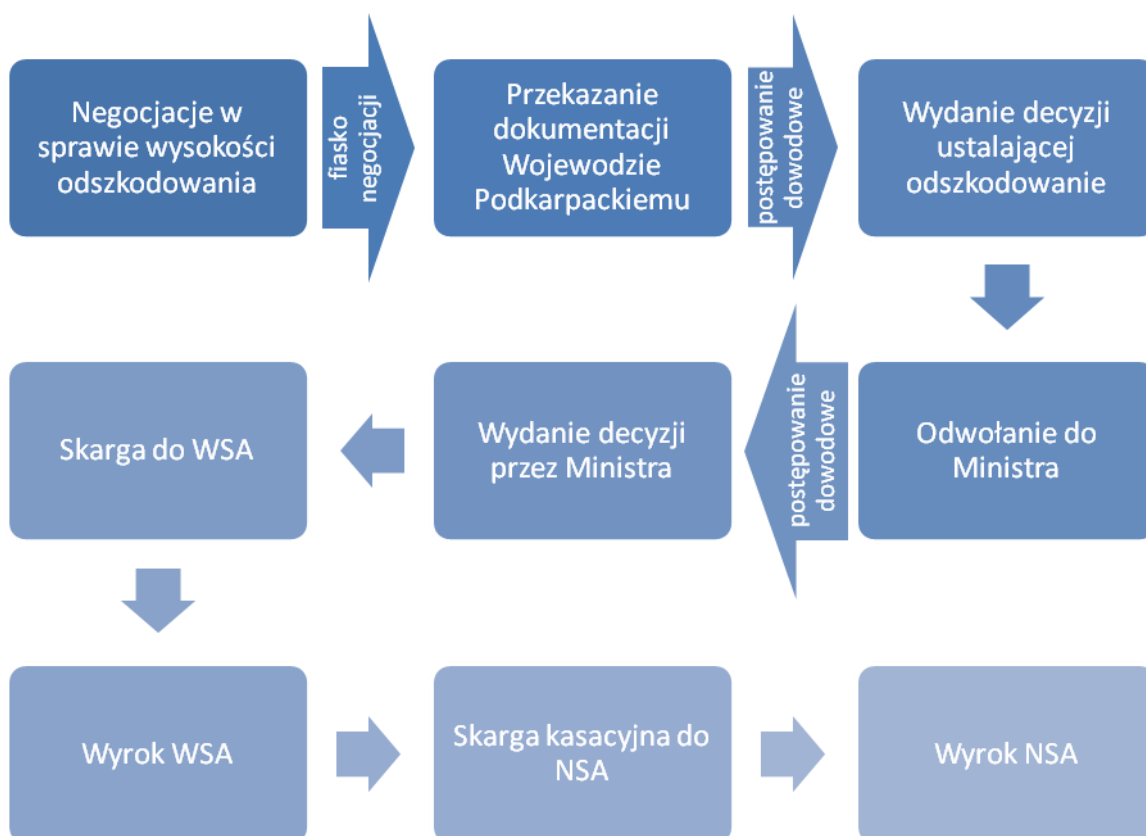 Negocjacje w
sprawie wysokości
odszkodowania
fiasko
negocjacji
Przekazanie
dokumentacji
Wojewodzie
Podkarpackiemu
postępowanie
dowodowe
Wydanie decyzji
ustalającej
odszkodowanie
Odwołanie do
Ministra
postępowanie
dowodowe
Wydanie decyzji
przez Ministra
Skarga do WSA
Wyrok WSA
Skarga kasacyjna do
NSA
Wyrok NSA